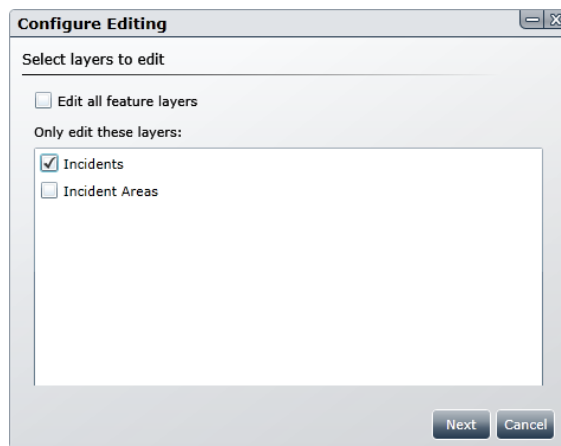 Configure Editing
Select layers to edit
Edit all feature layers
Only edit these layers:
Incidents
Incident Areas
Next Cancel